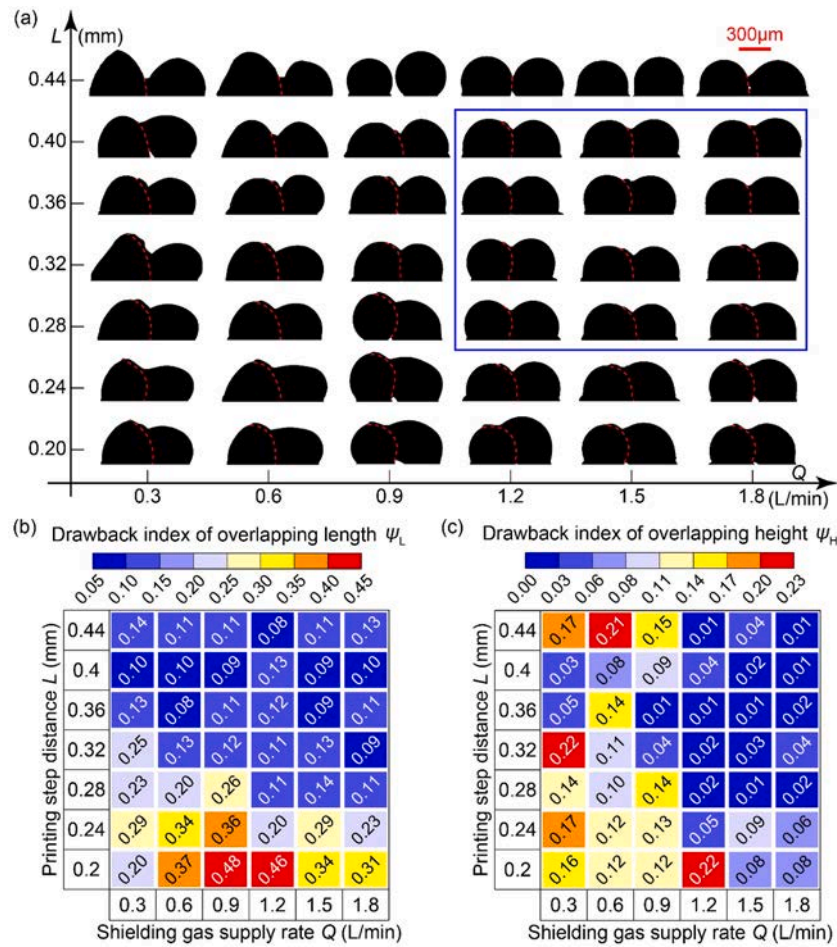 (a)
L (mm)
300μm
0.44
0.40
0.36
0.32
0.28
0.24
0.20
Q
0.3 0.6 0.9 1.2 1.5 1.8 (L/min)
(b) Drawback index of overlapping length ψL
0.05 0.10 0.15 0.20 0.25 0.30 0.35 0.40 0.45
Printing step distance L (mm)
0.44 0.14 0.11 0.11 0.08 0.11 0.13
0.4 0.10 0.10 0.09 0.13 0.09 0.10
0.36 0.13 0.08 0.11 0.12 0.09 0.11
0.32 0.25 0.13 0.12 0.11 0.13 0.09
0.28 0.23 0.20 0.26 0.11 0.14 0.11
0.24 0.29 0.34 0.36 0.20 0.29 0.23
0.2 0.20 0.37 0.48 0.46 0.34 0.31
0.3 0.6 0.9 1.2 1.5 1.8
Shielding gas supply rate Q (L/min)
(c) Drawback index of overlapping height ψH
0.00 0.03 0.06 0.08 0.11 0.14 0.17 0.20 0.23
Printing step distance L (mm)
0.44 0.17 0.21 0.15 0.01 0.04 0.01
0.4 0.03 0.08 0.09 0.04 0.02 0.01
0.36 0.05 0.14 0.01 0.01 0.01 0.02
0.32 0.22 0.11 0.04 0.02 0.03 0.04
0.28 0.14 0.10 0.14 0.02 0.01 0.02
0.24 0.17 0.12 0.13 0.05 0.09 0.06
0.2 0.16 0.12 0.12 0.22 0.08 0.08
0.3 0.6 0.9 1.2 1.5 1.8
Shielding gas supply rate Q (L/min)